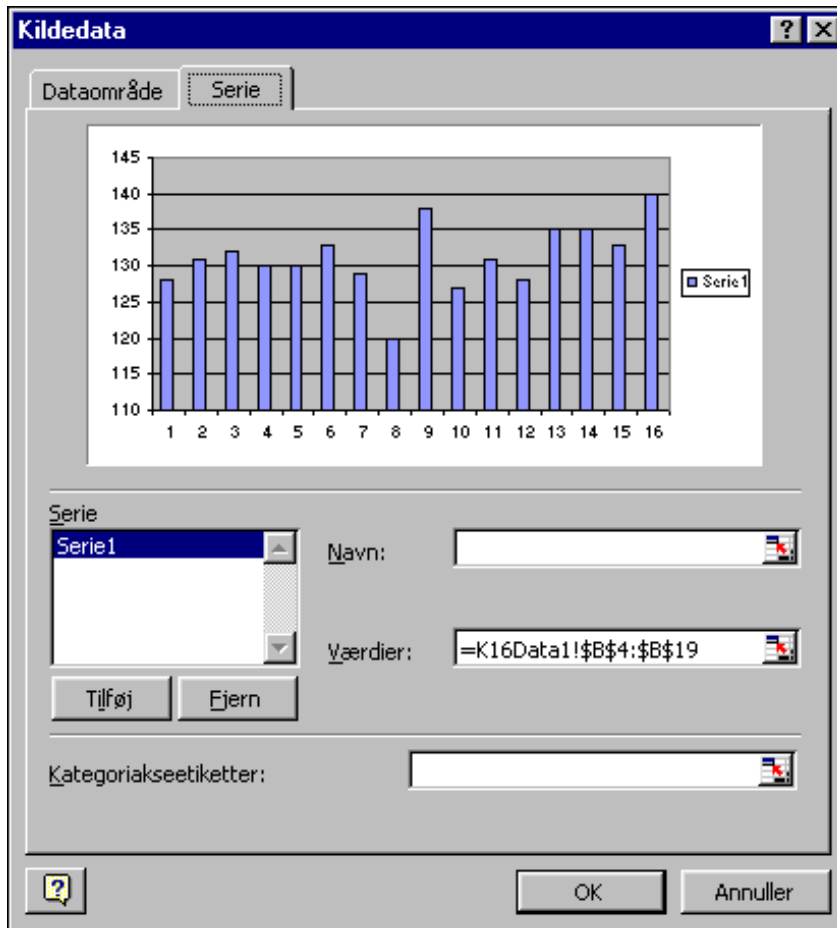 Kildedata
Dataområde Serie
145
140
135
130
125
120
115
110
1 2 3 4 5 6 7 8 9 10 11 12 13 14 15 16
Serie1
Serie
Serie1
Navn:
Værdier: =K16Data1!$B$4:$B$19
Tilføj Fjern
Kategoriakseetiketter:
OK Annuller